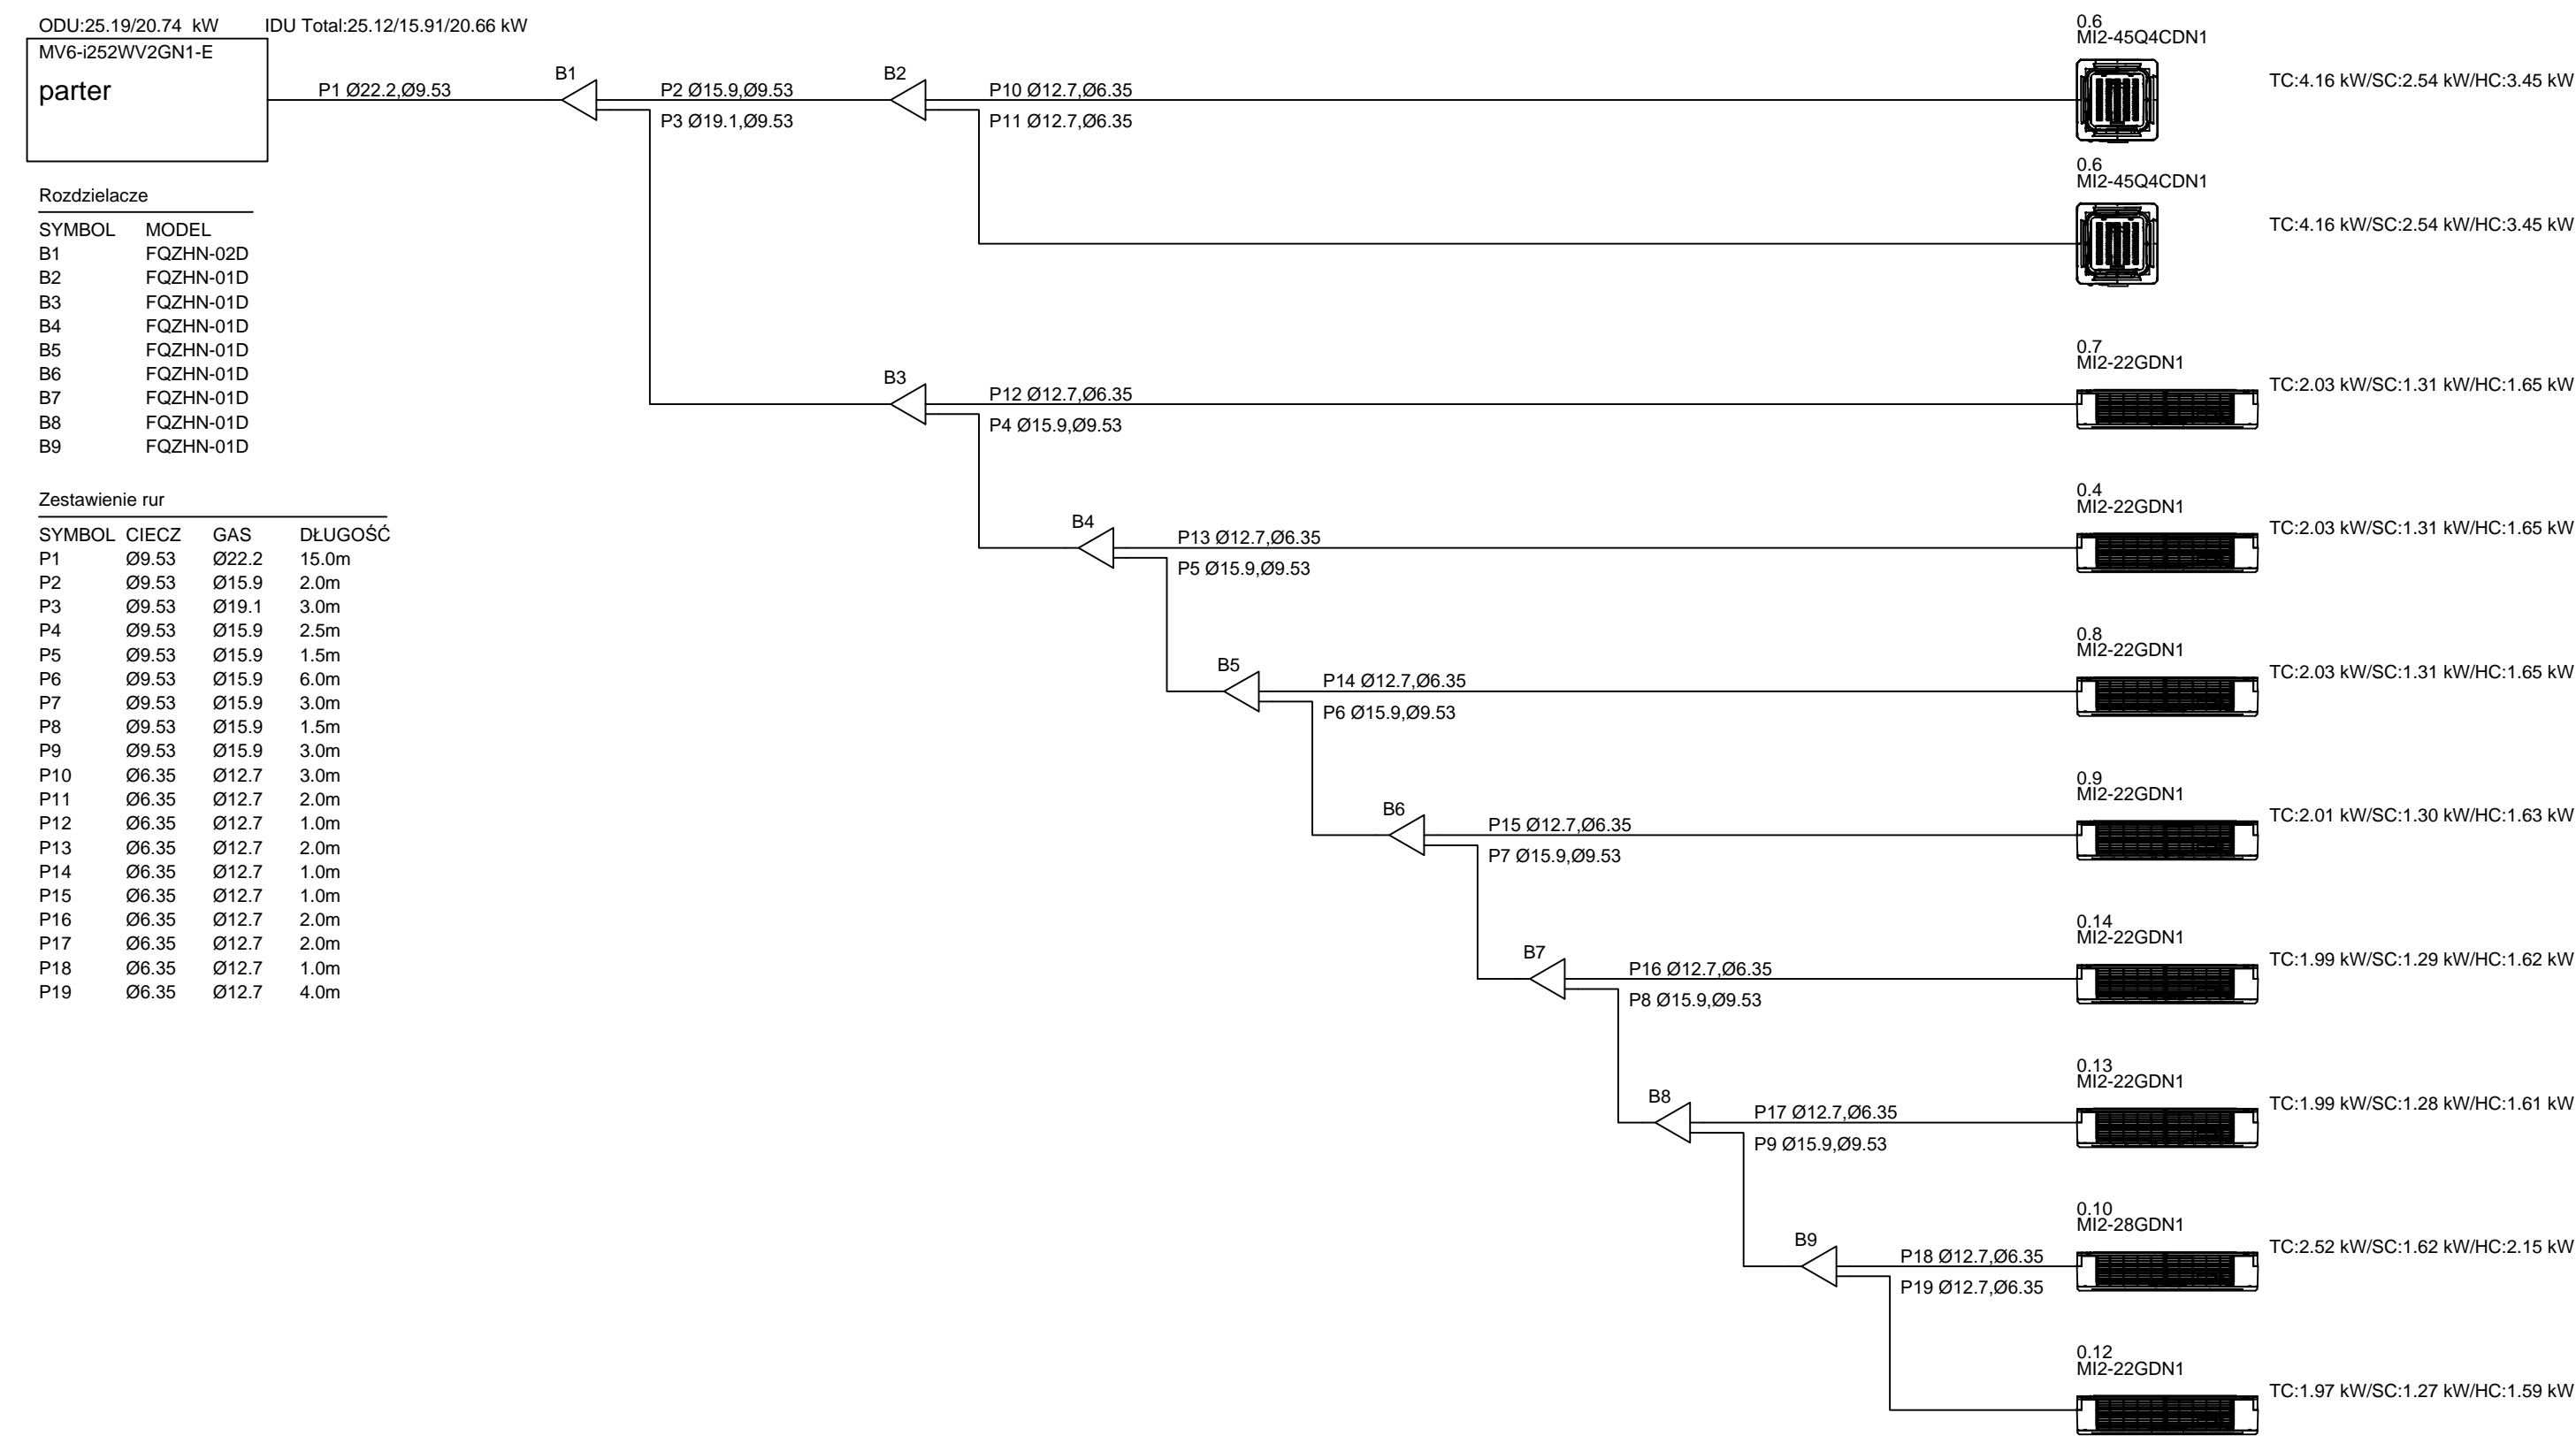 ODU:25.19/20.74  kW
IDU Total:25.12/15.91/20.66 kW
MV6-i252WV2GN1-E
parter
P1 Ø22.2,Ø9.53
B1
P2 Ø15.9,Ø9.53
P3 Ø19.1,Ø9.53
B2
P10 Ø12.7,Ø6.35
P11 Ø12.7,Ø6.35
0.6
MI2-45Q4CDN1
TC:4.16 kW/SC:2.54 kW/HC:3.45 kW
0.6
MI2-45Q4CDN1
TC:4.16 kW/SC:2.54 kW/HC:3.45 kW
Rozdzielacze
SYMBOL MODEL
B1 FQZHN-02D
B2 FQZHN-01D
B3 FQZHN-01D
B4 FQZHN-01D
B5 FQZHN-01D
B6 FQZHN-01D
B7 FQZHN-01D
B8 FQZHN-01D
B9 FQZHN-01D
Zestawienie rur
SYMBOL CIECZ GAS DŁUGOŚĆ
P1 Ø9.53 Ø22.2 15.0m
P2 Ø9.53 Ø15.9 2.0m
P3 Ø9.53 Ø19.1 3.0m
P4 Ø9.53 Ø15.9 2.5m
P5 Ø9.53 Ø15.9 1.5m
P6 Ø9.53 Ø15.9 6.0m
P7 Ø9.53 Ø15.9 3.0m
P8 Ø9.53 Ø15.9 1.5m
P9 Ø9.53 Ø15.9 3.0m
P10 Ø6.35 Ø12.7 3.0m
P11 Ø6.35 Ø12.7 2.0m
P12 Ø6.35 Ø12.7 1.0m
P13 Ø6.35 Ø12.7 2.0m
P14 Ø6.35 Ø12.7 1.0m
P15 Ø6.35 Ø12.7 1.0m
P16 Ø6.35 Ø12.7 2.0m
P17 Ø6.35 Ø12.7 2.0m
P18 Ø6.35 Ø12.7 1.0m
P19 Ø6.35 Ø12.7 4.0m
B3
P12 Ø12.7,Ø6.35
P4 Ø15.9,Ø9.53
0.7
MI2-22GDN1
TC:2.03 kW/SC:1.31 kW/HC:1.65 kW
B4
P13 Ø12.7,Ø6.35
P5 Ø15.9,Ø9.53
0.4
MI2-22GDN1
TC:2.03 kW/SC:1.31 kW/HC:1.65 kW
B5
P14 Ø12.7,Ø6.35
P6 Ø15.9,Ø9.53
0.8
MI2-22GDN1
TC:2.03 kW/SC:1.31 kW/HC:1.65 kW
B6
P15 Ø12.7,Ø6.35
P7 Ø15.9,Ø9.53
0.9
MI2-22GDN1
TC:2.01 kW/SC:1.30 kW/HC:1.63 kW
B7
P16 Ø12.7,Ø6.35
P8 Ø15.9,Ø9.53
0.14
MI2-22GDN1
TC:1.99 kW/SC:1.29 kW/HC:1.62 kW
B8
P17 Ø12.7,Ø6.35
P9 Ø15.9,Ø9.53
0.13
MI2-22GDN1
TC:1.99 kW/SC:1.28 kW/HC:1.61 kW
B9
P18 Ø12.7,Ø6.35
P19 Ø12.7,Ø6.35
0.10
MI2-28GDN1
TC:2.52 kW/SC:1.62 kW/HC:2.15 kW
0.12
MI2-22GDN1
TC:1.97 kW/SC:1.27 kW/HC:1.59 kW